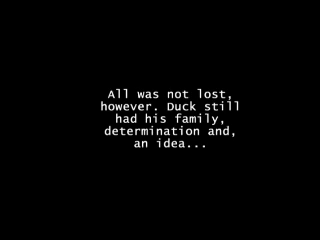 All was not lost,
however. Duck still
had his family,
determination and,
an idea...